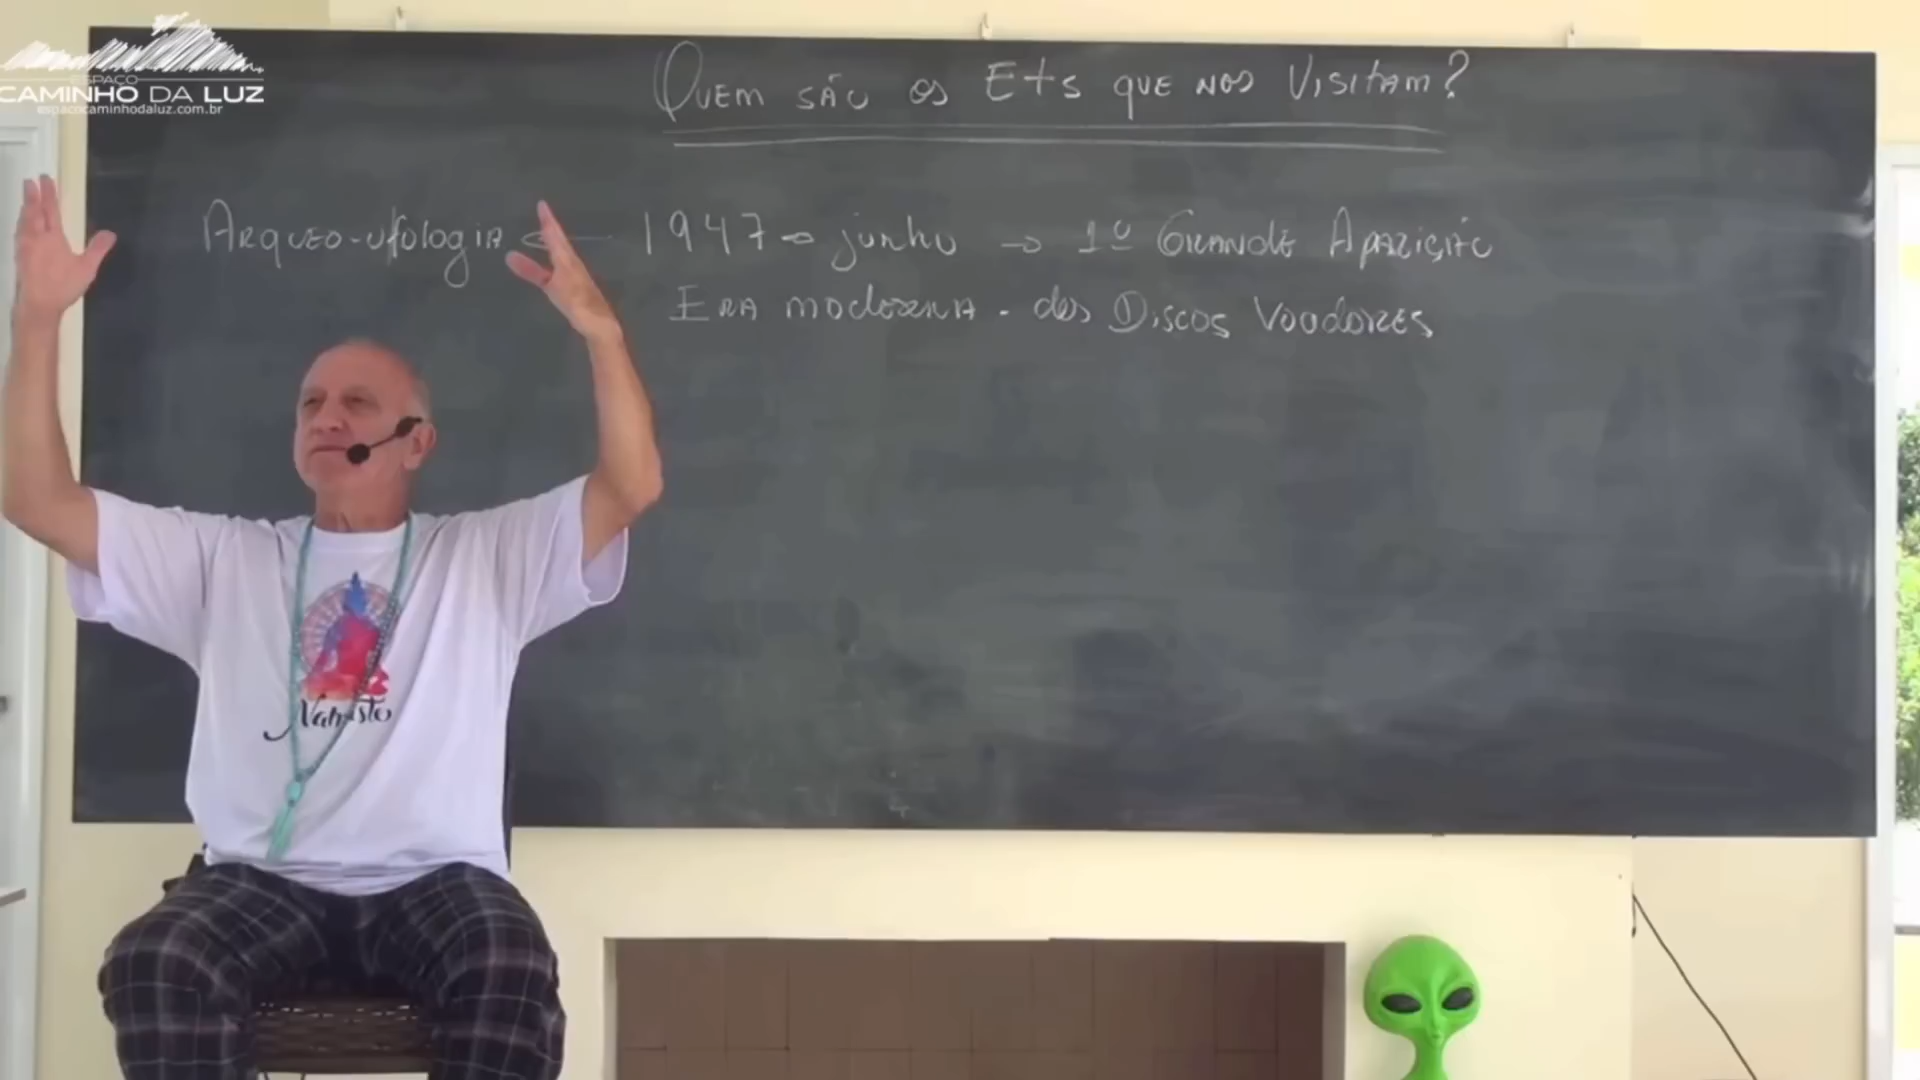 ESPAÇO
CAMINHO DA LUZ
espacocaminhodaluz.com.br
Quem são os ETs que nos Visitam?
Arqueo-ufologia ← 1947 → junho → 1º Grande Aparição
Era moderna - dos Discos Voadores
Namaste